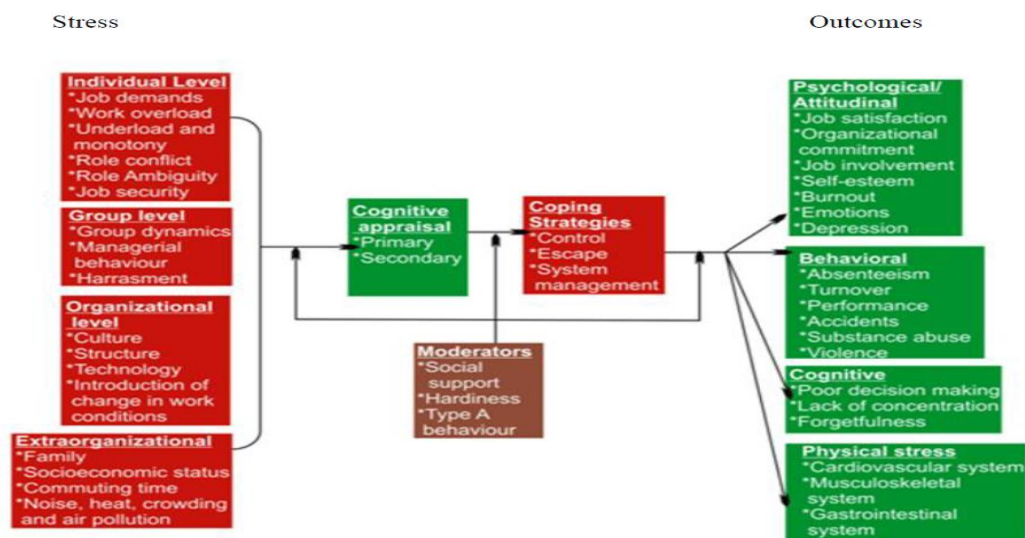 Stress
Outcomes
Individual Level
*Job demands
*Work overload
*Underload and
monotony
*Role conflict
*Role Ambiguity
*Job security
Group level
*Group dynamics
*Managerial
behaviour
*Harrasment
Organizational
level
*Culture
*Structure
*Technology
*Introduction of
change in work
conditions
Extraorganizational
*Family
*Socioeconomic status
*Commuting time
*Noise, heat, crowding
and air pollution
Cognitive
appraisal
*Primary
*Secondary
Coping
Strategies
*Control
*Escape
*System
management
Moderators
*Social
support
*Hardiness
*Type A
behaviour
Psychological/
Attitudinal
*Job satisfaction
*Organizational
commitment
*Job involvement
*Self-esteem
*Burnout
*Emotions
*Depression
Behavioral
*Absenteeism
*Turnover
*Performance
*Accidents
*Substance abuse
*Violence
Cognitive
*Poor decision making
*Lack of concentration
*Forgetfulness
Physical stress
*Cardiovascular system
*Musculoskeletal
system
*Gastrointestinal
system